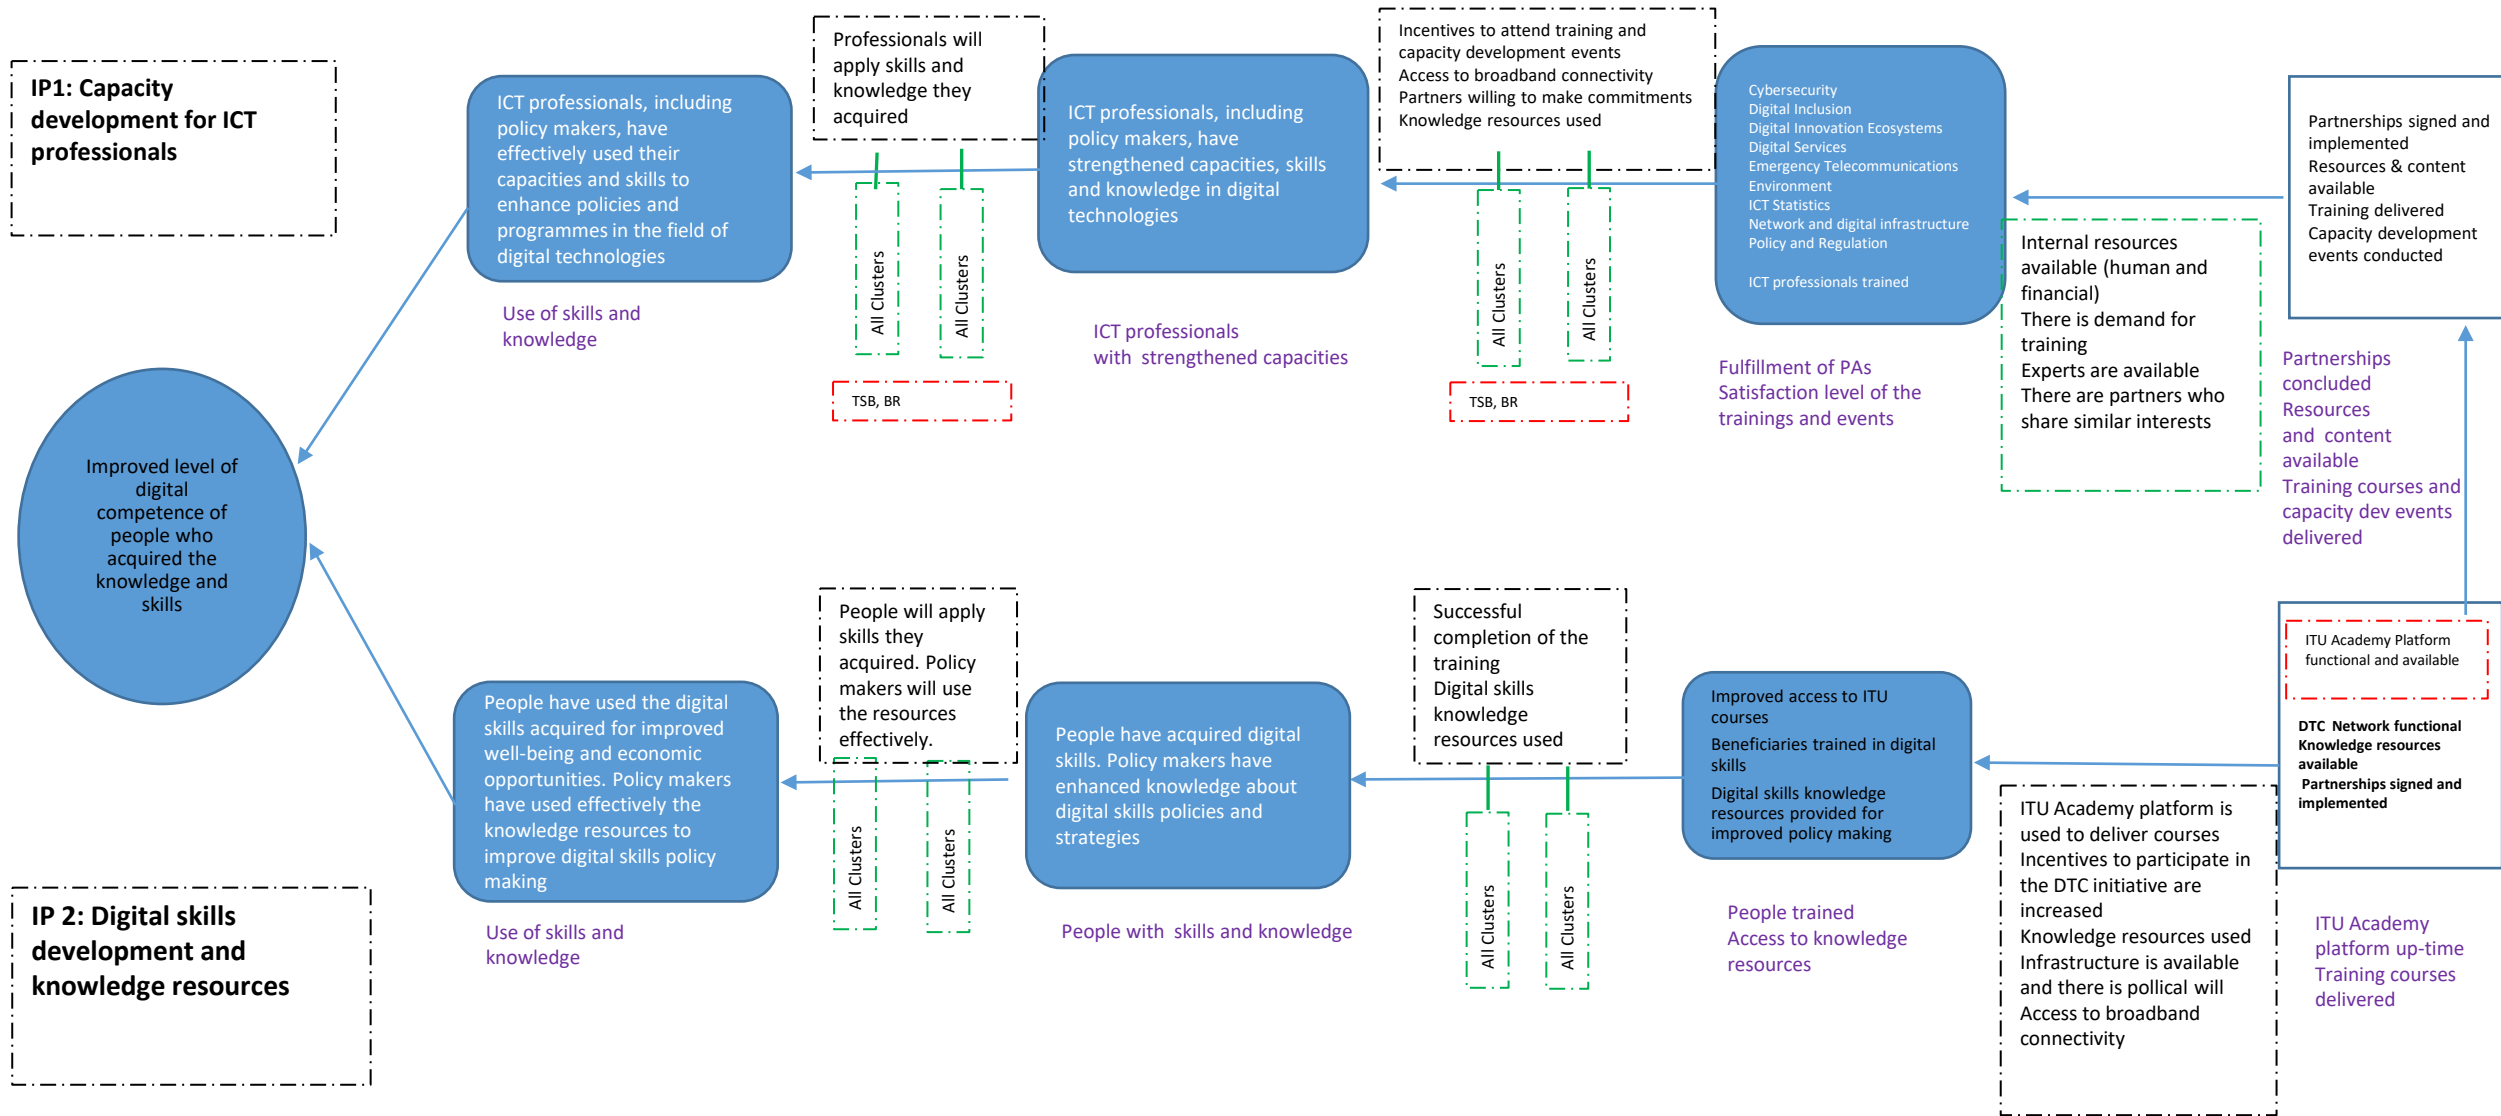 IP1: Capacity
development for ICT
professionals
ICT professionals, including
policy makers, have
effectively used their
capacities and skills to
enhance policies and
programmes in the field of
digital technologies
Use of skills and
knowledge
Professionals will
apply skills and
knowledge they
acquired
All Clusters
All Clusters
TSB, BR
ICT professionals, including
policy makers, have
strengthened capacities, skills
and knowledge in digital
technologies
ICT professionals
with strengthened capacities
Incentives to attend training and
capacity development events
Access to broadband connectivity
Partners willing to make commitments
Knowledge resources used
All Clusters
All Clusters
TSB, BR
Cybersecurity
Digital Inclusion
Digital Innovation Ecosystems
Digital Services
Emergency Telecommunications
Environment
ICT Statistics
Network and digital infrastructure
Policy and Regulation
ICT professionals trained
Fulfillment of PAs
Satisfaction level of the
trainings and events
Internal resources
available (human and
financial)
There is demand for
training
Experts are available
There are partners who
share similar interests
Partnerships signed and
implemented
Resources & content
available
Training delivered
Capacity development
events conducted
Partnerships
concluded
Resources
and content
available
Training courses and
capacity dev events
delivered
Improved level of
digital
competence of
people who
acquired the
knowledge and
skills
IP 2: Digital skills
development and
knowledge resources
People have used the digital
skills acquired for improved
well-being and economic
opportunities. Policy makers
have used effectively the
knowledge resources to
improve digital skills policy
making
Use of skills and
knowledge
People will apply
skills they
acquired. Policy
makers will use
the resources
effectively.
All Clusters
All Clusters
People have acquired digital
skills. Policy makers have
enhanced knowledge about
digital skills policies and
strategies
People with skills and knowledge
Successful
completion of the
training
Digital skills
knowledge
resources used
All Clusters
All Clusters
Improved access to ITU
courses
Beneficiaries trained in digital
skills
Digital skills knowledge
resources provided for
improved policy making
People trained
Access to knowledge
resources
ITU Academy platform is
used to deliver courses
Incentives to participate in
the DTC initiative are
increased
Knowledge resources used
Infrastructure is available
and there is pollical will
Access to broadband
connectivity
ITU Academy Platform
functional and available
DTC Network functional
Knowledge resources
available
Partnerships signed and
implemented
ITU Academy
platform up-time
Training courses
delivered